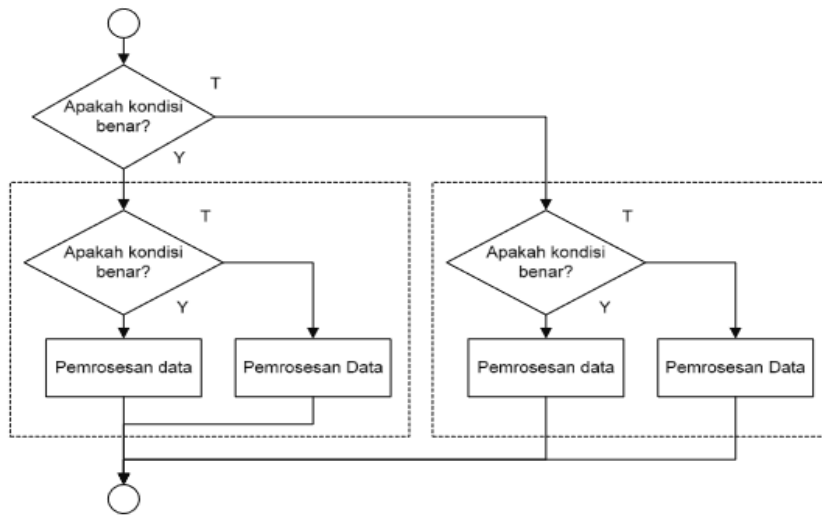 T
Apakah kondisi
benar?
Y
T
Apakah kondisi
benar?
Y
Pemrosesan data
Pemrosesan Data
T
Apakah kondisi
benar?
Y
Pemrosesan data
Pemrosesan Data